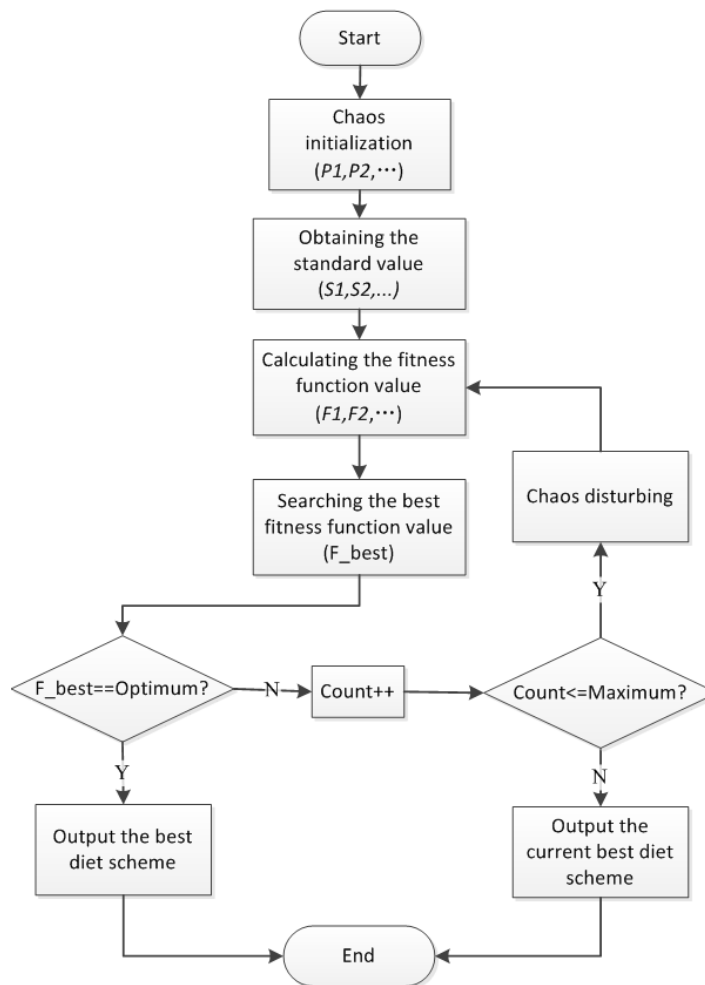 Start
Chaos
initialization
(P1,P2,···)
Obtaining the
standard value
(S1,S2,...)
Calculating the fitness
function value
(F1,F2,···)
Searching the best
fitness function value
(F_best)
Chaos disturbing
Y
F_best==Optimum?
N
Count++
Count<=Maximum?
Y
N
Output the best
diet scheme
Output the
current best diet
scheme
End